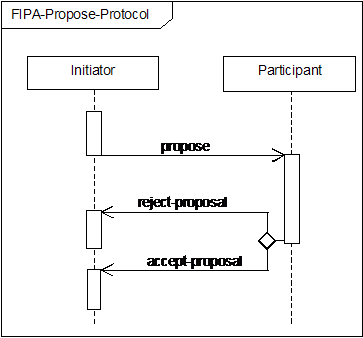 FIPA-Propose-Protocol
Initiator
Participant
propose
reject-proposal
accept-proposal